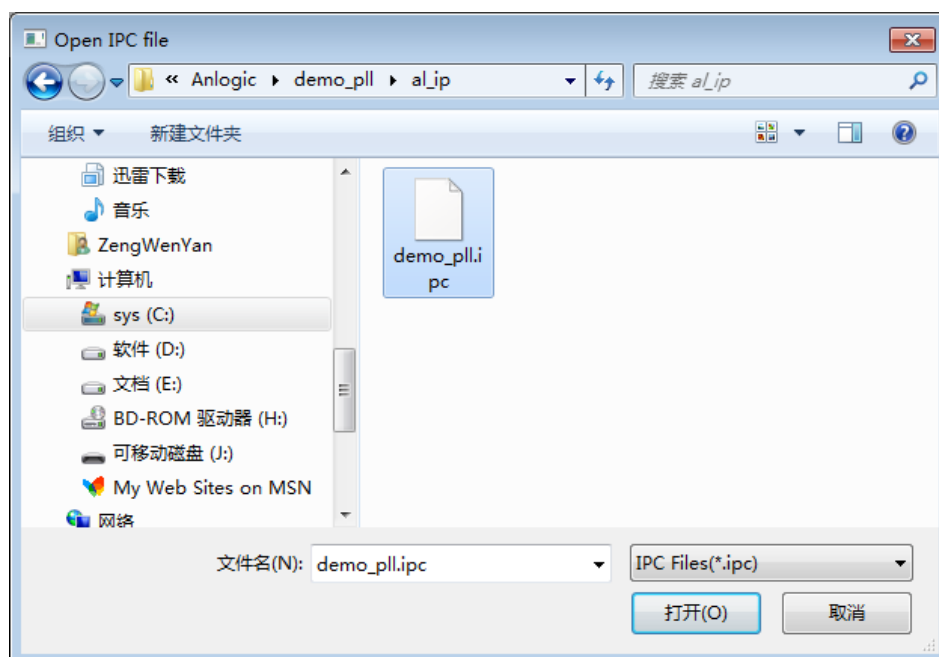 Open IPC file
« Anlogic ▸ demo_pll ▸ al_ip
搜索 al_ip
组织 新建文件夹
迅雷下载
音乐
ZengWenYan
计算机
sys (C:)
软件 (D:)
文档 (E:)
BD-ROM 驱动器 (H:)
可移动磁盘 (J:)
My Web Sites on MSN
网络
demo_pll.i
pc
文件名(N): demo_pll.ipc
IPC Files(*.ipc)
打开(O) 取消